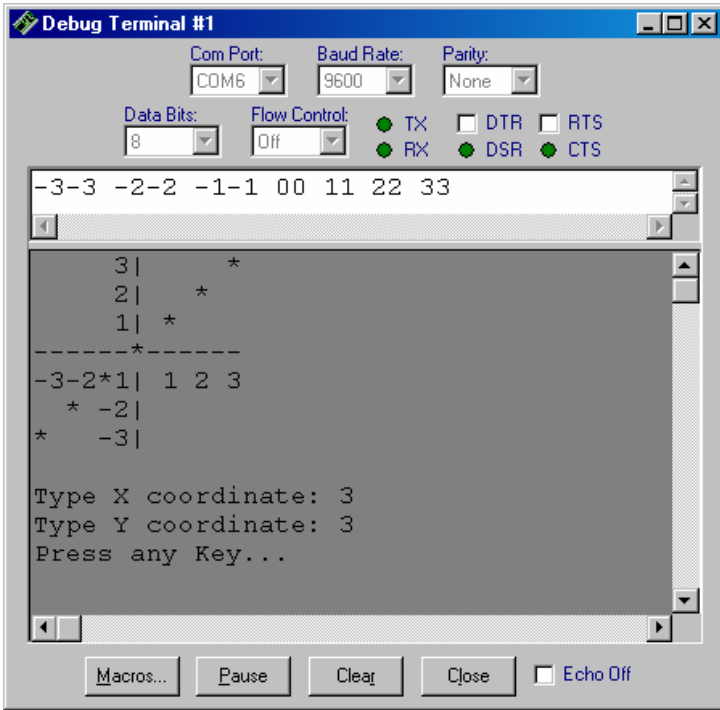 Debug Terminal #1
Com Port: Baud Rate: Parity:
COM6 9600 None
Data Bits: Flow Control: TX DTR RTS
8 Off RX DSR CTS
-3-3 -2-2 -1-1 00 11 22 33
     3|      *
     2|    *
     1|  *
------*------
-3-2*1| 1 2 3
  * -2|
*   -3|
Type X coordinate: 3
Type Y coordinate: 3
Press any Key...
Macros... Pause Clear Close Echo Off